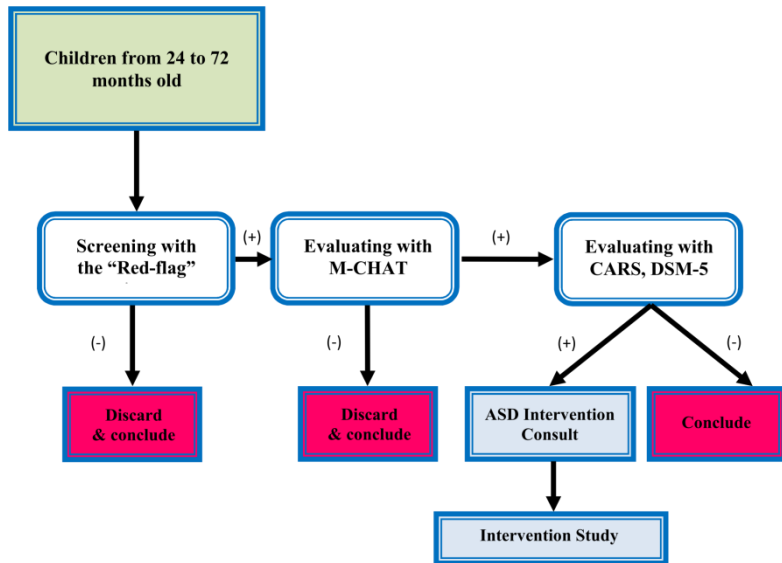 Children from 24 to 72
months old
Screening with
the “Red-flag”
(+)
Evaluating with
M-CHAT
(+)
Evaluating with
CARS, DSM-5
(-)
(-)
(+)
(-)
Discard
& conclude
Discard
& conclude
ASD Intervention
Consult
Conclude
Intervention Study